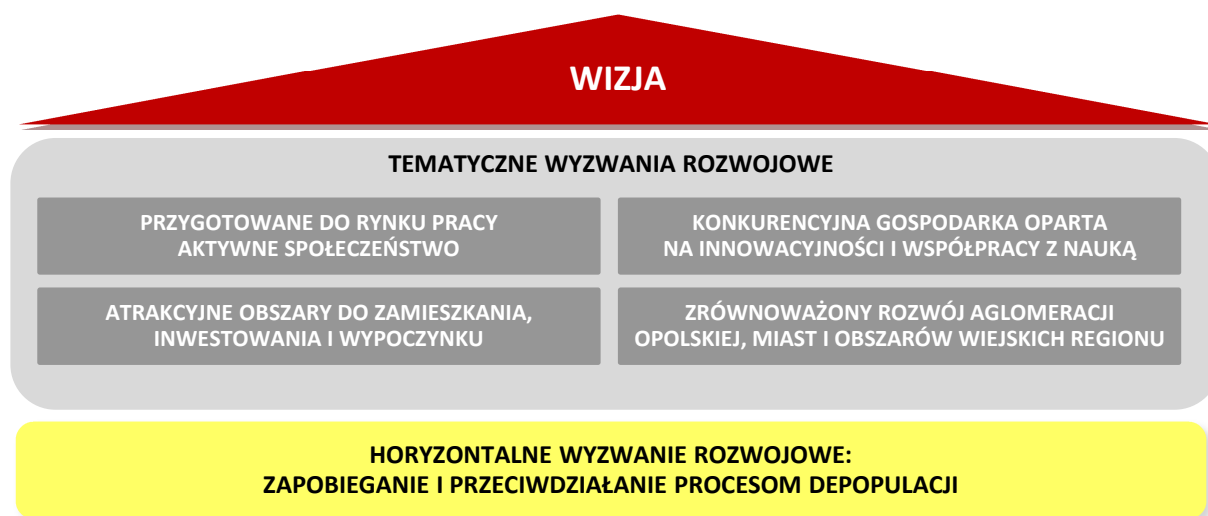 WIZJA
TEMATYCZNE WYZWANIA ROZWOJOWE
PRZYGOTOWANE DO RYNKU PRACY
AKTYWNE SPOŁECZEŃSTWO
KONKURENCYJNA GOSPODARKA OPARTA
NA INNOWACYJNOŚCI I WSPÓŁPRACY Z NAUKĄ
ATRAKCYJNE OBSZARY DO ZAMIESZKANIA,
INWESTOWANIA I WYPOCZYNKU
ZRÓWNOWAŻONY ROZWÓJ AGLOMERACJI
OPOLSKIEJ, MIAST I OBSZARÓW WIEJSKICH REGIONU
HORYZONTALNE WYZWANIE ROZWOJOWE:
ZAPOBIEGANIE I PRZECIWDZIAŁANIE PROCESOM DEPOPULACJI